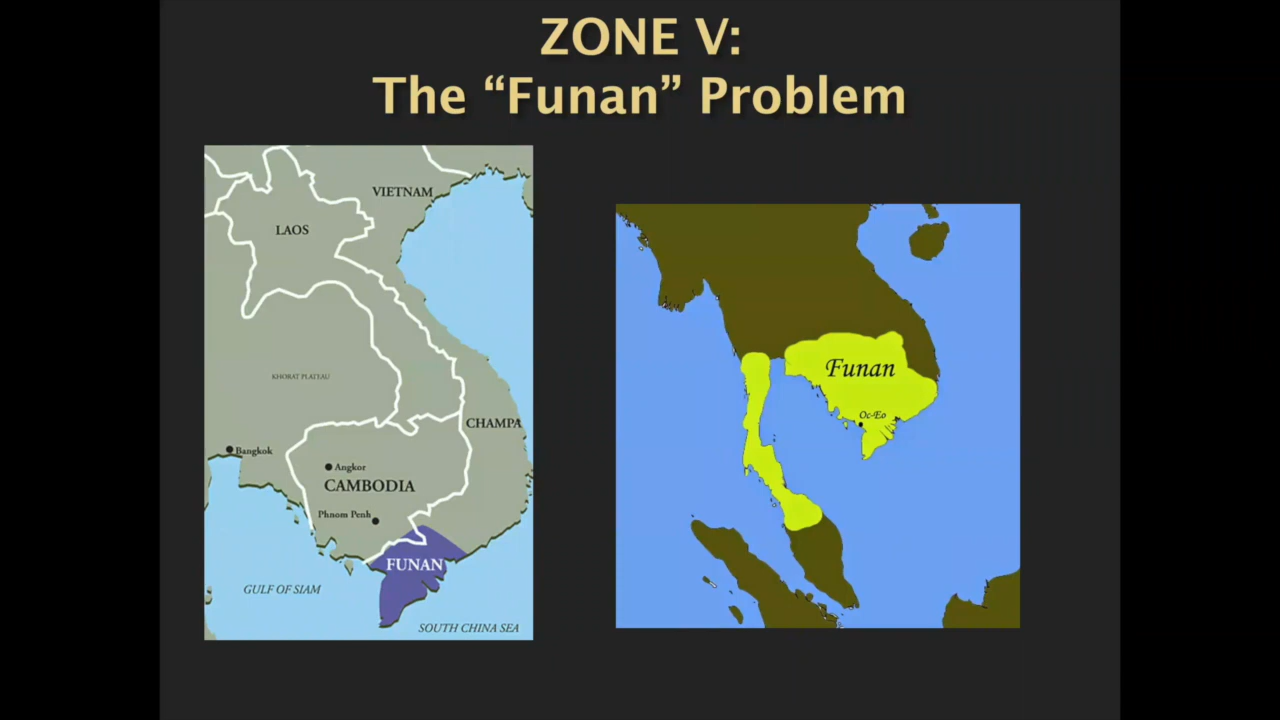 ZONE V:
The “Funan” Problem
VIETNAM
LAOS
KHORAT PLATEAU
CHAMPA
Bangkok
Angkor
CAMBODIA
Phnom Penh
FUNAN
GULF OF SIAM
SOUTH CHINA SEA
Funan
Oc-Eo